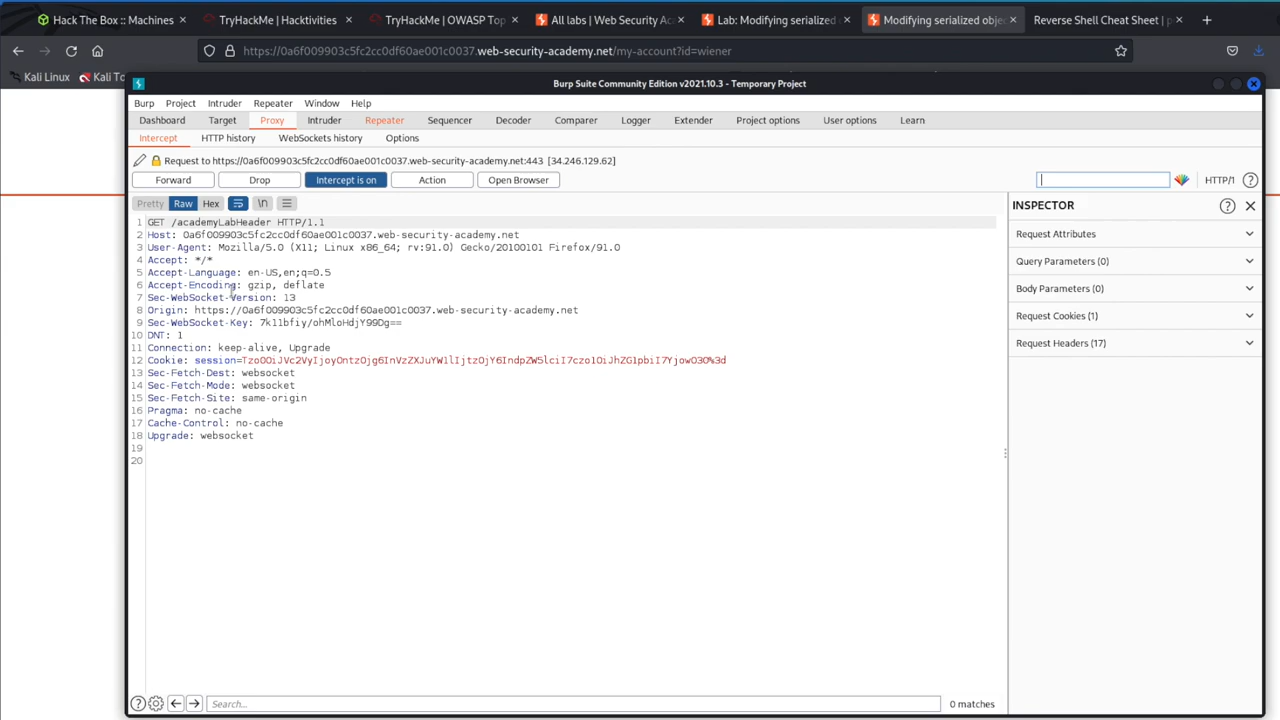 Hack The Box :: Machines
TryHackMe | Hacktivities
TryHackMe | OWASP Top
All labs | Web Security Ac
Lab: Modifying serialized o
Modifying serialized obje
Reverse Shell Cheat Sheet | p
https://0a6f009903c5fc2cc0df60ae001c0037.web-security-academy.net/my-account?id=wiener
Kali Linux
Kali To
Burp Suite Community Edition v2021.10.3 - Temporary Project
Burp Project Intruder Repeater Window Help
Dashboard Target Proxy Intruder Repeater Sequencer Decoder Comparer Logger Extender Project options User options Learn
Intercept HTTP history WebSockets history Options
Request to https://0a6f009903c5fc2cc0df60ae001c0037.web-security-academy.net:443 [34.246.129.62]
Forward Drop Intercept is on Action Open Browser HTTP/1 ?
Pretty Raw Hex \n
INSPECTOR ?
1 GET /academyLabHeader HTTP/1.1
2 Host: 0a6f009903c5fc2cc0df60ae001c0037.web-security-academy.net
3 User-Agent: Mozilla/5.0 (X11; Linux x86_64; rv:91.0) Gecko/20100101 Firefox/91.0
4 Accept: */*
5 Accept-Language: en-US,en;q=0.5
6 Accept-Encoding: gzip, deflate
7 Sec-WebSocket-Version: 13
8 Origin: https://0a6f009903c5fc2cc0df60ae001c0037.web-security-academy.net
9 Sec-WebSocket-Key: 7k11bfiy/ohMloHdjY99Dg==
10 DNT: 1
11 Connection: keep-alive, Upgrade
12 Cookie: session=Tzo0OiJVc2VyIjoyOntzOjg6InVzZXJuYW1lIjtzOjY6IndpZW5lciI7czo1OiJhZG1pbiI7YjowO30%3d
13 Sec-Fetch-Dest: websocket
14 Sec-Fetch-Mode: websocket
15 Sec-Fetch-Site: same-origin
16 Pragma: no-cache
17 Cache-Control: no-cache
18 Upgrade: websocket
19
20
Request Attributes
Query Parameters (0)
Body Parameters (0)
Request Cookies (1)
Request Headers (17)
? Search... 0 matches